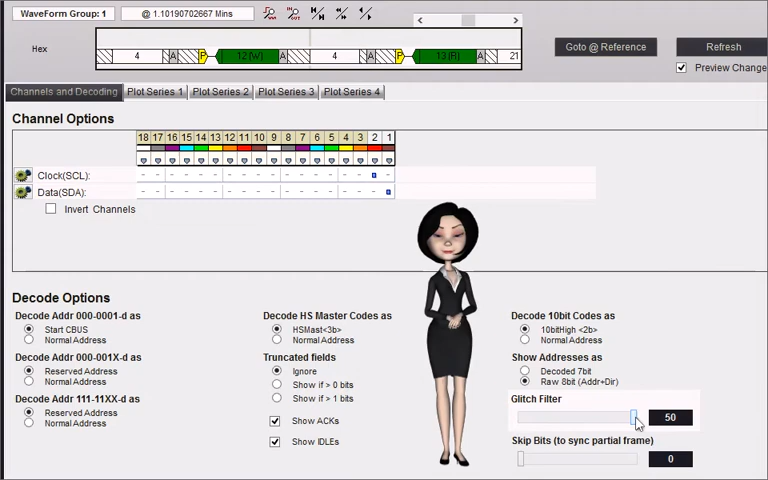 WaveForm Group: 1
@ 1.10190702667 Mins
Hex
4 A P 12(W) A 4 A P 13(R) A 21
Goto @ Reference
Refresh
Preview Change
Channels and Decoding
Plot Series 1
Plot Series 2
Plot Series 3
Plot Series 4
Channel Options
18 17 16 15 14 13 12 11 10 9 8 7 6 5 4 3 2 1
Clock(SCL):
Data(SDA):
Invert Channels
Decode Options
Decode Addr 000-0001-d as
Start CBUS
Normal Address
Decode Addr 000-001X-d as
Reserved Address
Normal Address
Decode Addr 111-11XX-d as
Reserved Address
Normal Address
Decode HS Master Codes as
HSMast<3b>
Normal Address
Truncated fields
Ignore
Show if > 0 bits
Show if > 1 bits
Show ACKs
Show IDLEs
Decode 10bit Codes as
10bitHigh <2b>
Normal Address
Show Addresses as
Decoded 7bit
Raw 8bit (Addr+Dir)
Glitch Filter
50
Skip Bits (to sync partial frame)
0